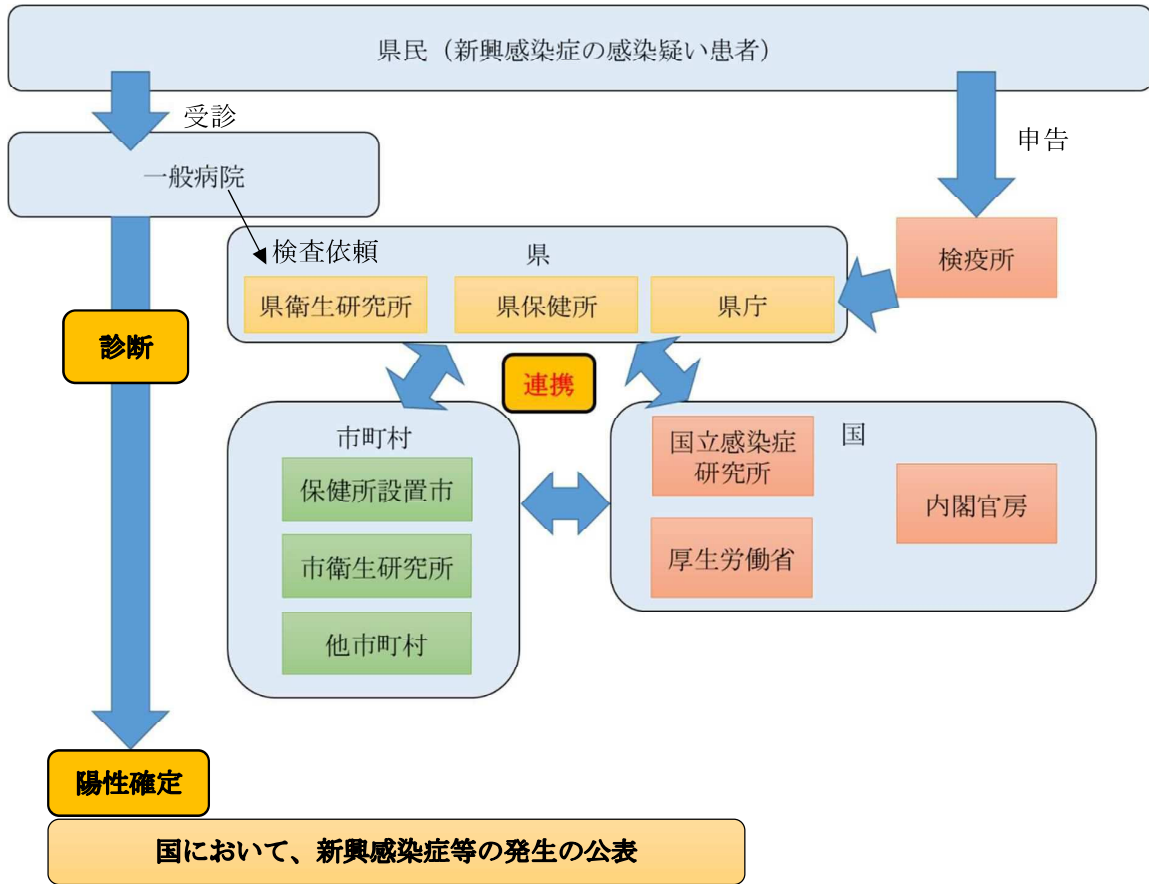 県民（新興感染症の感染疑い患者）
受診
申告
一般病院
検疫所
検査依頼
県
県衛生研究所
県保健所
県庁
診断
連携
市町村
保健所設置市
市衛生研究所
他市町村
国
国立感染症
研究所
内閣官房
厚生労働省
陽性確定
国において、新興感染症等の発生の公表